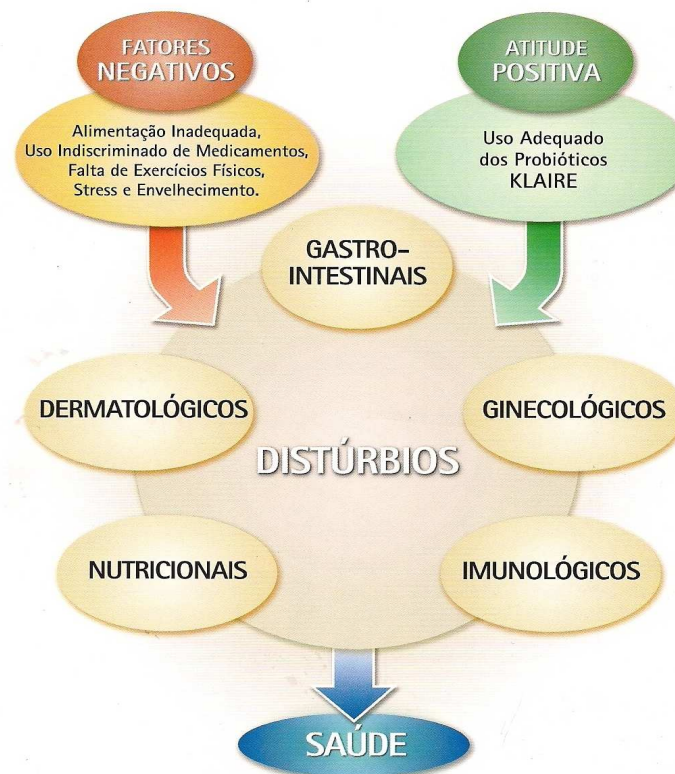 FATORES
NEGATIVOS
Alimentação Inadequada,
Uso Indiscriminado de Medicamentos,
Falta de Exercícios Físicos,
Stress e Envelhecimento.
ATITUDE
POSITIVA
Uso Adequado
dos Probióticos
KLAIRE
GASTRO-
INTESTINAIS
DERMATOLÓGICOS
GINECOLÓGICOS
DISTÚRBIOS
NUTRICIONAIS
IMUNOLÓGICOS
SAÚDE